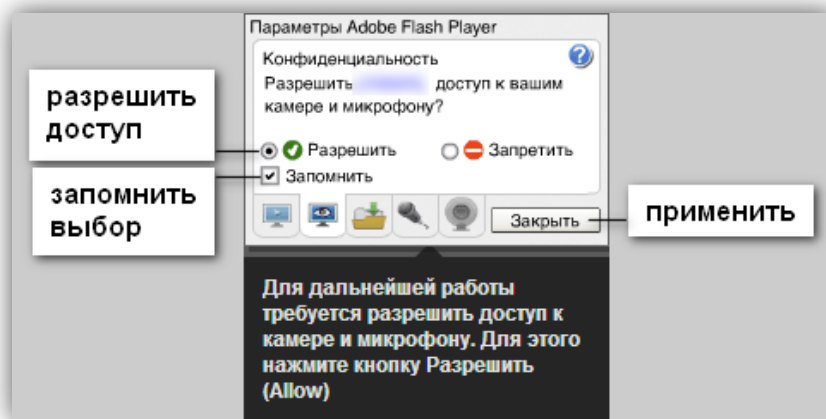 Параметры Adobe Flash Player
Конфиденциальность
Разрешить доступ к вашим
камере и микрофону?
разрешить
доступ
Разрешить
Запретить
запомнить
выбор
Запомнить
Закрыть
применить
Для дальнейшей работы
требуется разрешить доступ к
камере и микрофону. Для этого
нажмите кнопку Разрешить
(Allow)